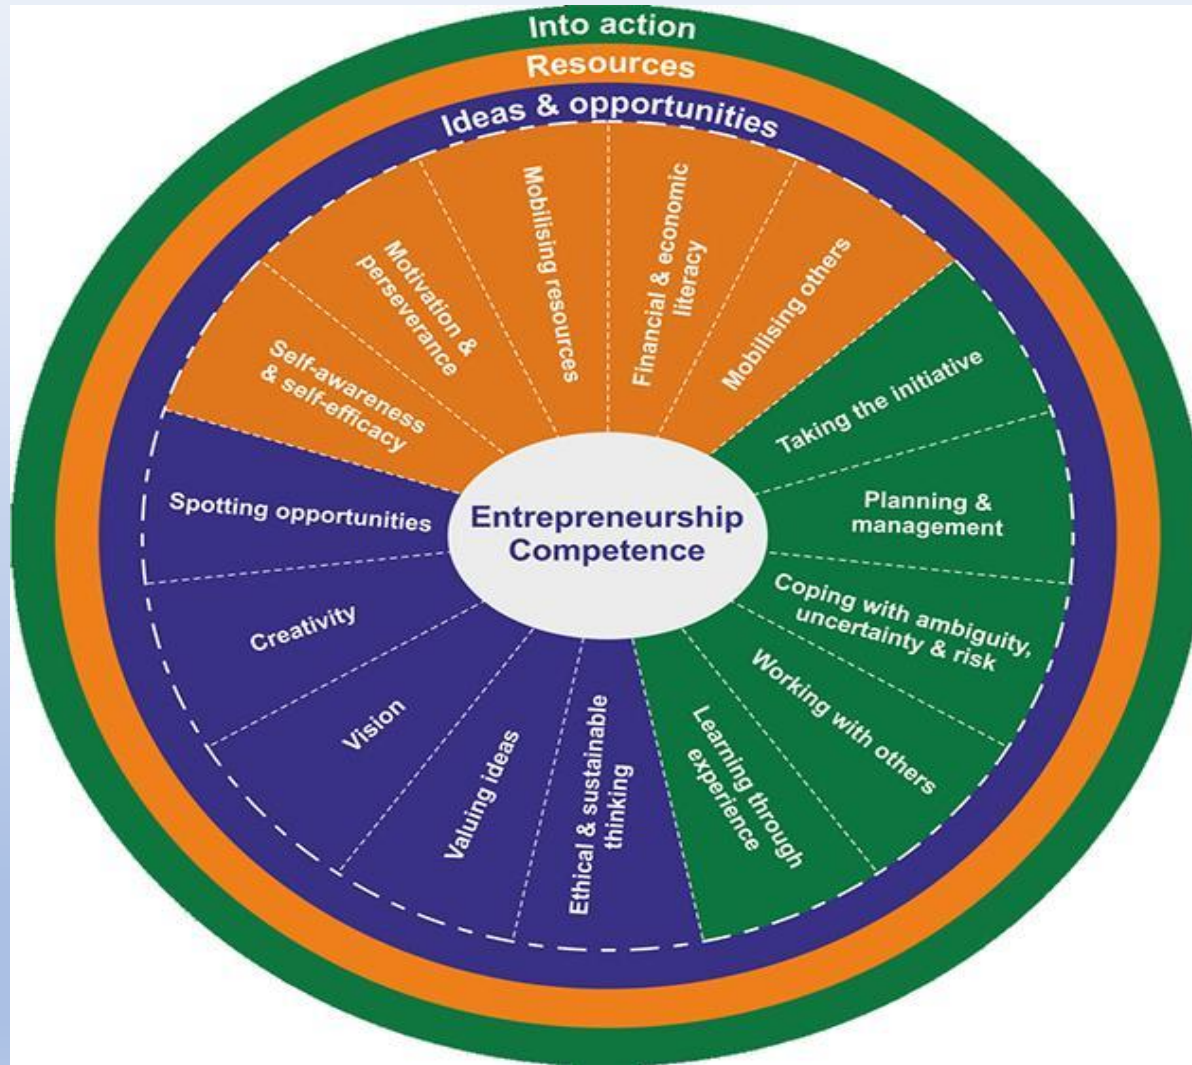 Into action
Resources
Ideas & opportunities
Mobilising resources
Financial & economic
literacy
Mobilising others
Taking the initiative
Planning &
management
Coping with ambiguity,
uncertainty & risk
Working with others
Learning through
experience
Ethical & sustainable
thinking
Valuing ideas
Vision
Creativity
Spotting opportunities
Self-awareness
& self-efficacy
Motivation &
perseverance
Entrepreneurship
Competence